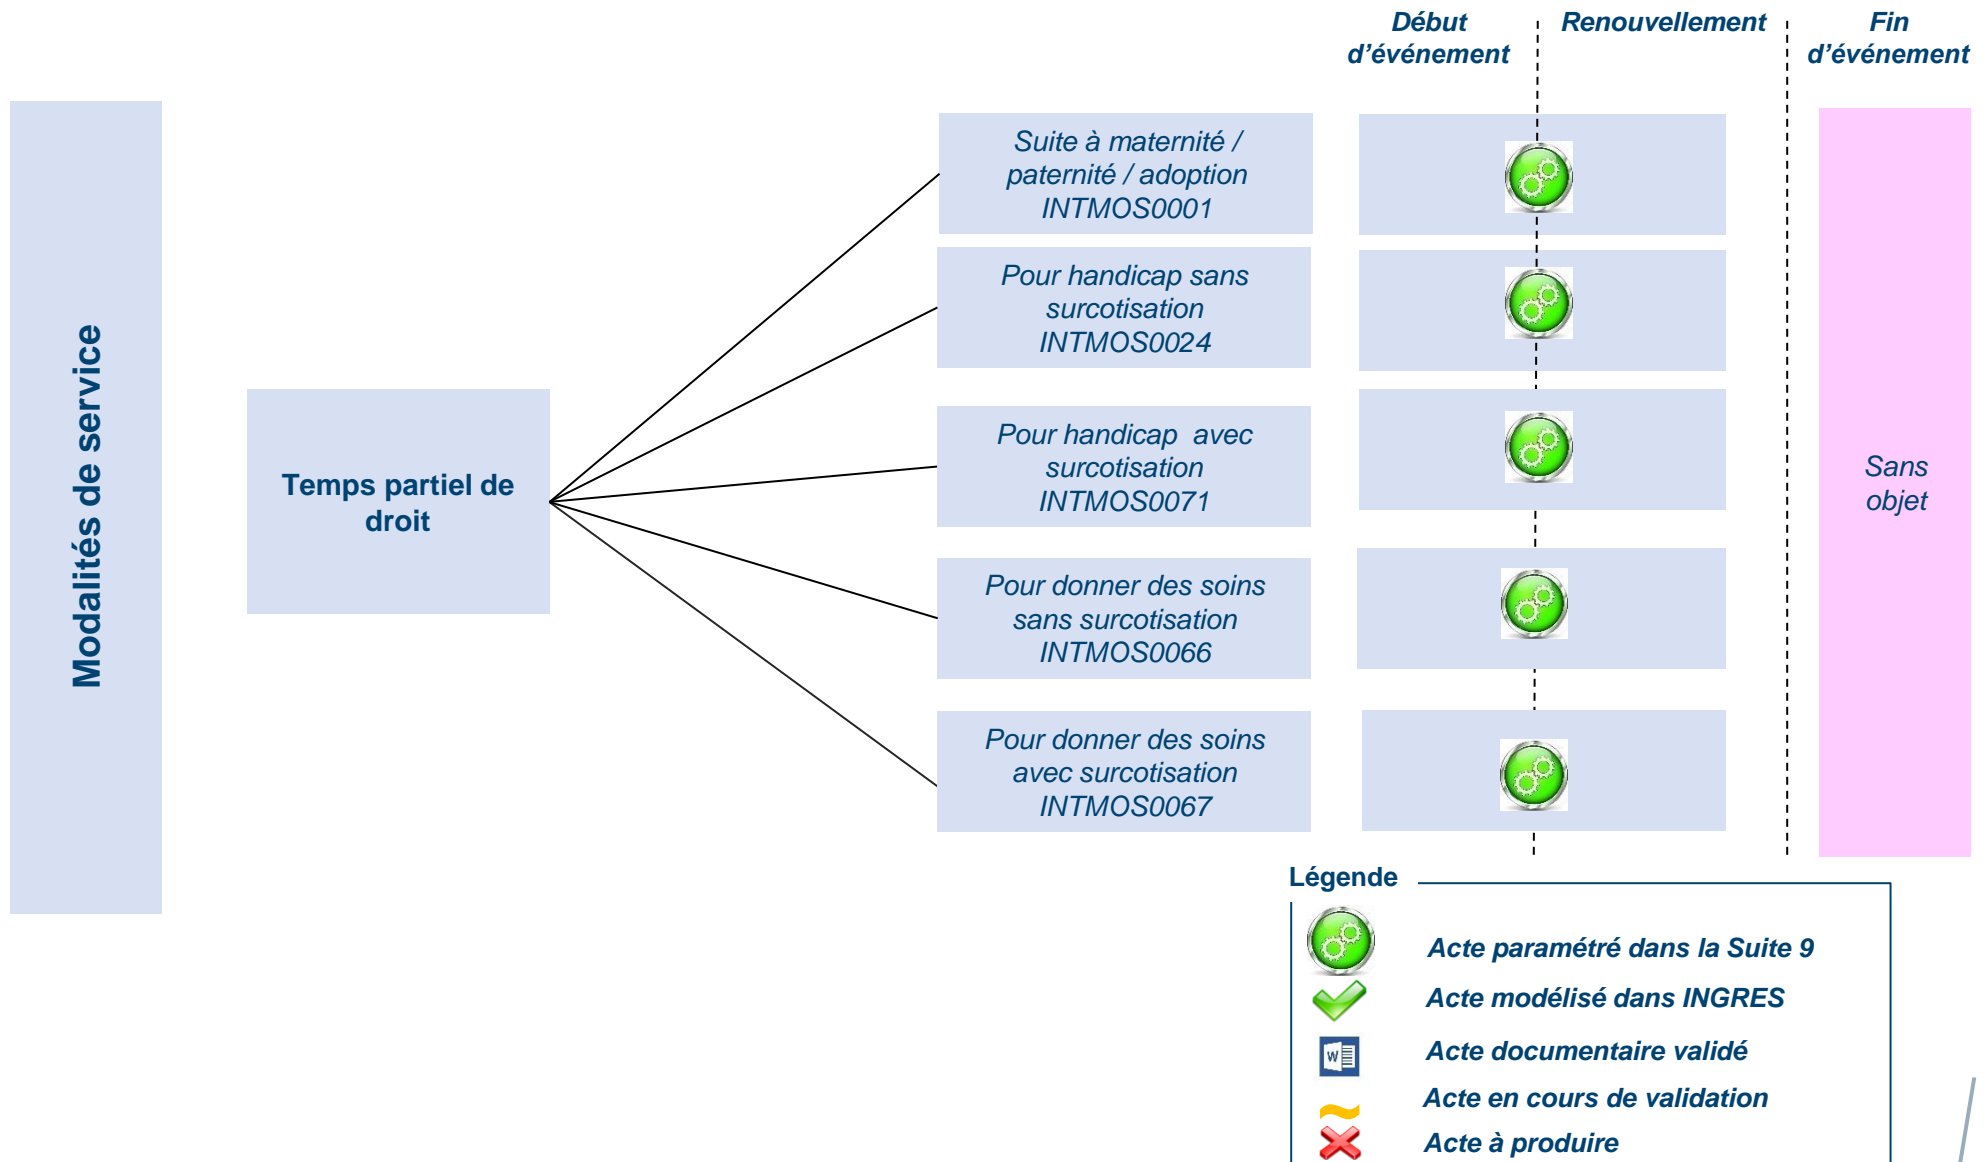 Début
d’événement
Renouvellement
Fin
d’événement
Modalités de service
Temps partiel de
droit
Suite à maternité /
paternité / adoption
INTMOS0001
Pour handicap sans
surcotisation
INTMOS0024
Pour handicap  avec
surcotisation
INTMOS0071
Pour donner des soins
sans surcotisation
INTMOS0066
Pour donner des soins
avec surcotisation
INTMOS0067
Sans
objet
Légende
Acte paramétré dans la Suite 9
Acte modélisé dans INGRES
W
Acte documentaire validé
Acte en cours de validation
Acte à produire